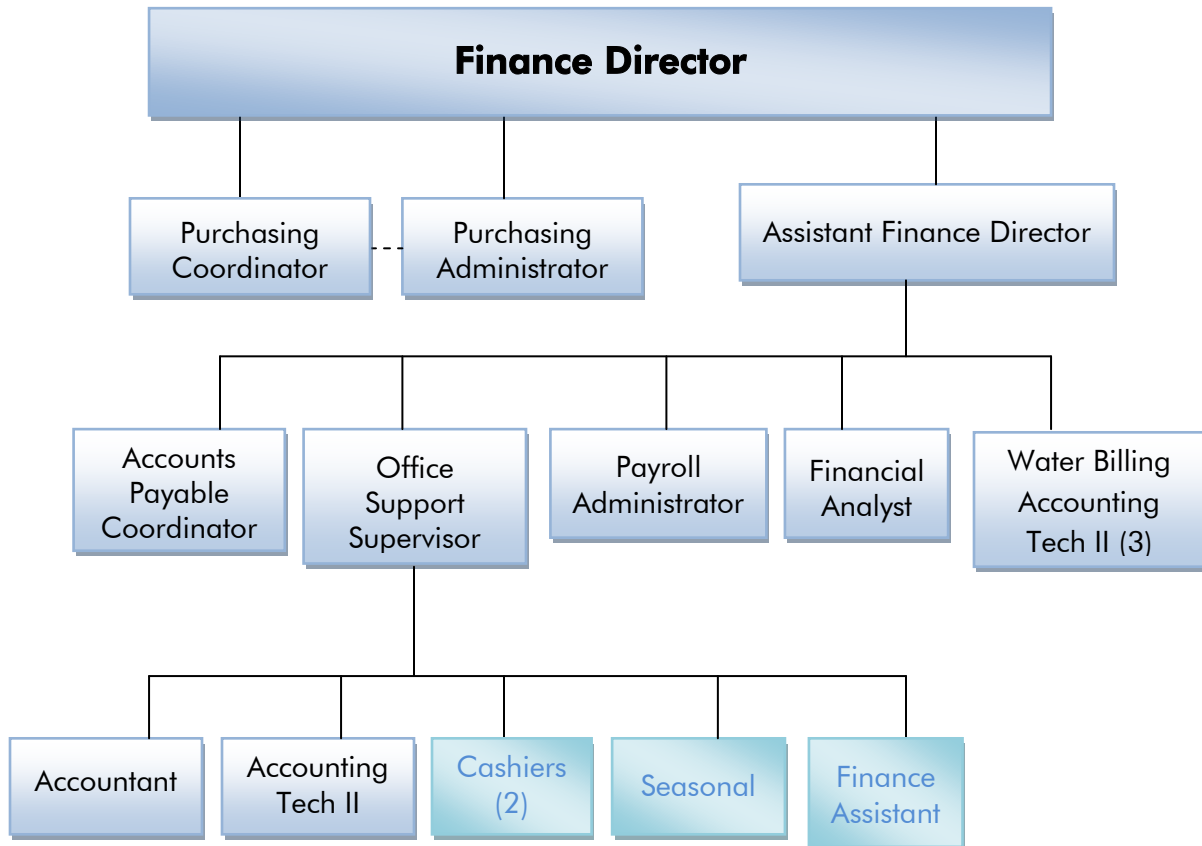 Finance Director
Purchasing
Coordinator
Purchasing
Administrator
Assistant Finance Director
Accounts
Payable
Coordinator
Office
Support
Supervisor
Payroll
Administrator
Financial
Analyst
Water Billing
Accounting
Tech II (3)
Accountant
Accounting
Tech II
Cashiers
(2)
Seasonal
Finance
Assistant